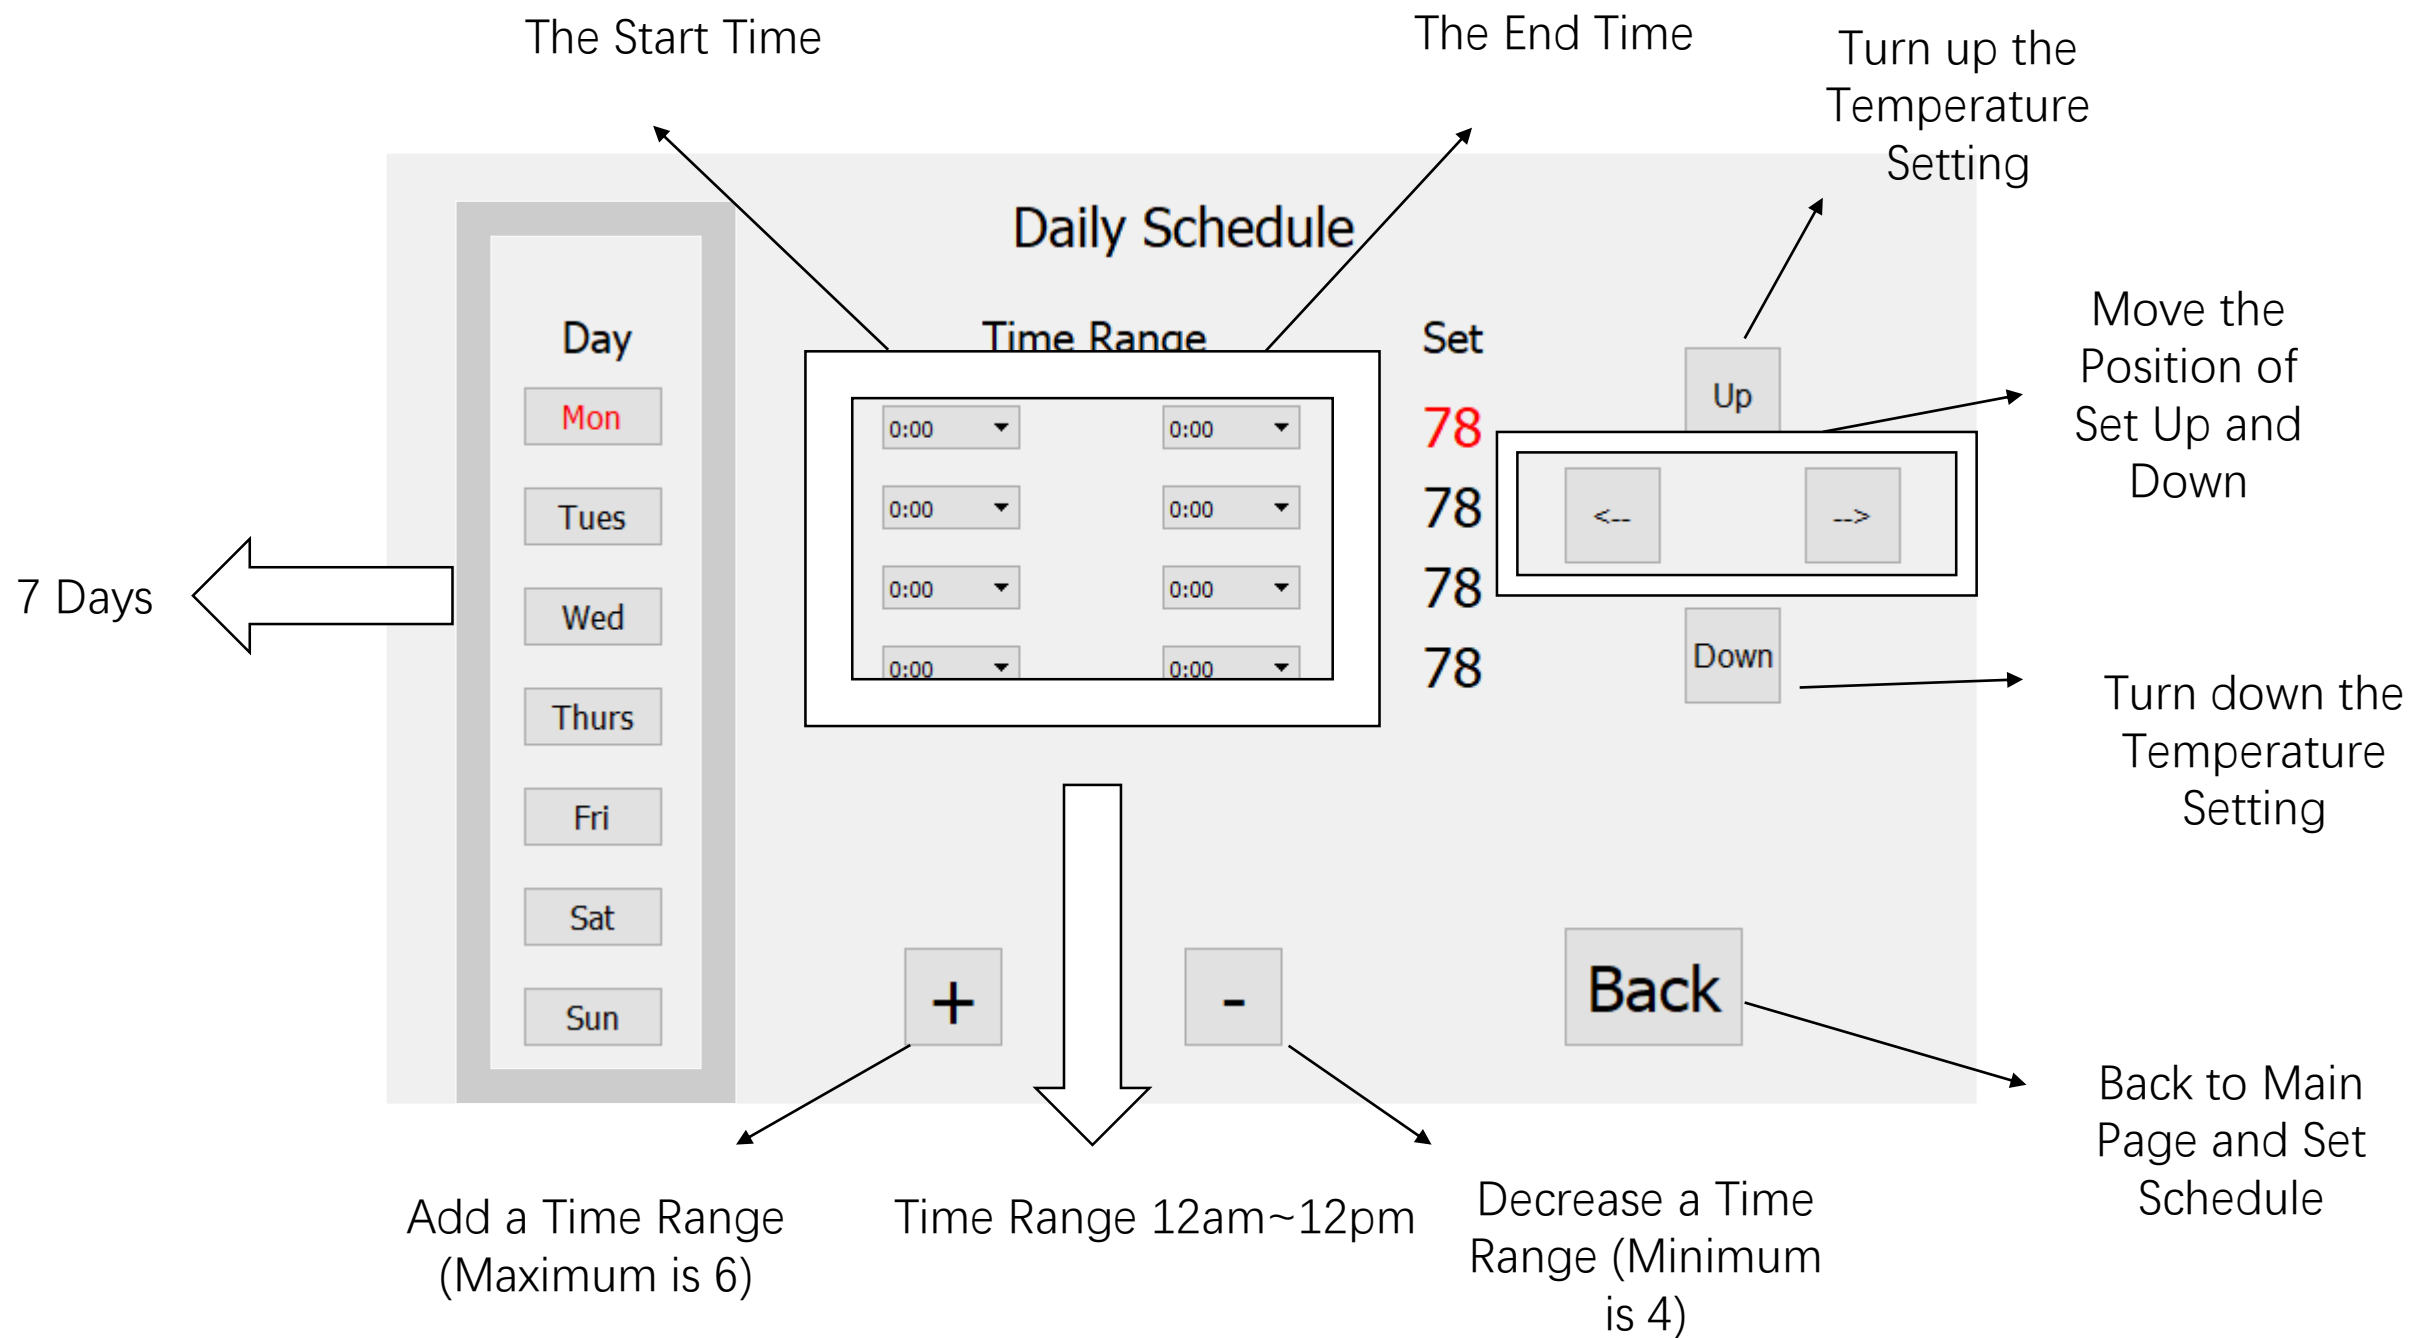 The Start Time
The End Time
Turn up the
Temperature
Setting
Daily Schedule
Day
Time Range
Set
Move the
Position of
Set Up and
Down
Mon
0:00
0:00
78
Up
Tues
0:00
0:00
78
<--
-->
7 Days
Wed
0:00
0:00
78
Thurs
0:00
0:00
78
Down
Turn down the
Temperature
Setting
Fri
Sat
Sun
+
-
Back
Back to Main
Page and Set
Schedule
Add a Time Range
(Maximum is 6)
Time Range 12am~12pm
Decrease a Time
Range (Minimum
is 4)